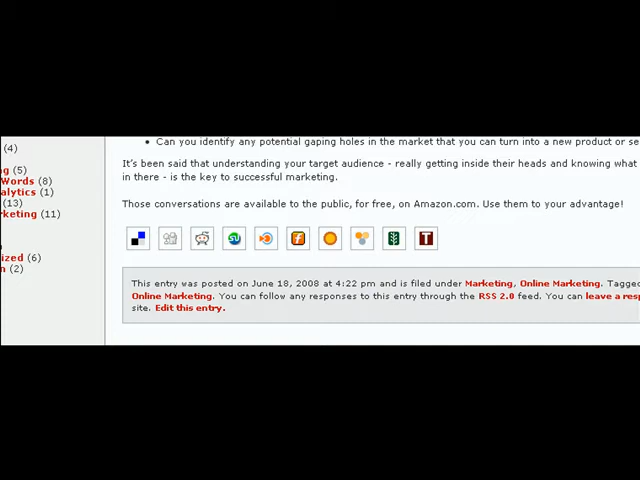 (4)
Can you identify any potential gaping holes in the market that you can turn into a new product or se
It's been said that understanding your target audience - really getting inside their heads and knowing what
in there - is the key to successful marketing.
Those conversations are available to the public, for free, on Amazon.com. Use them to your advantage!
ng (5)
Words (8)
alytics (1)
(13)
rketing (11)
ized (6)
n (2)
su
f
T
This entry was posted on June 18, 2008 at 4:22 pm and is filed under Marketing, Online Marketing. Tagged
Online Marketing. You can follow any responses to this entry through the RSS 2.0 feed. You can leave a resp
site. Edit this entry.